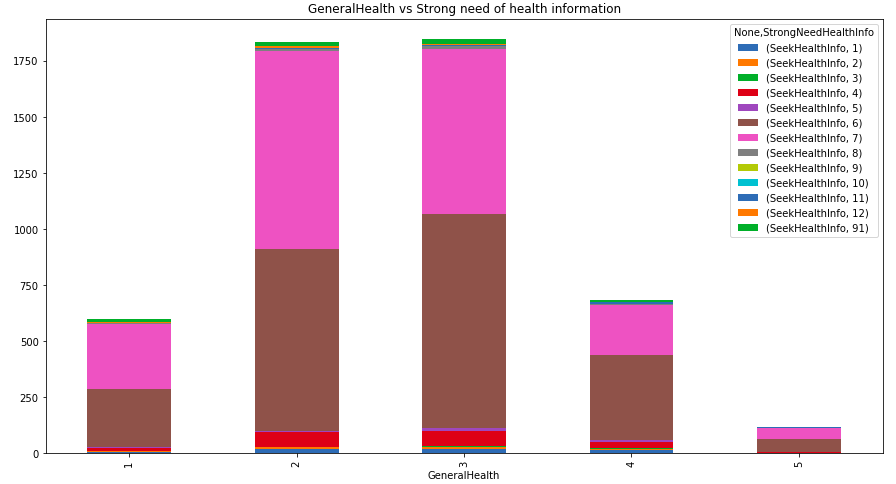 GeneralHealth vs Strong need of health information
None,StrongNeedHealthInfo
(SeekHealthInfo, 1)
(SeekHealthInfo, 2)
(SeekHealthInfo, 3)
(SeekHealthInfo, 4)
(SeekHealthInfo, 5)
(SeekHealthInfo, 6)
(SeekHealthInfo, 7)
(SeekHealthInfo, 8)
(SeekHealthInfo, 9)
(SeekHealthInfo, 10)
(SeekHealthInfo, 11)
(SeekHealthInfo, 12)
(SeekHealthInfo, 91)
1750
1500
1250
1000
750
500
250
0
1
2
3
4
5
GeneralHealth